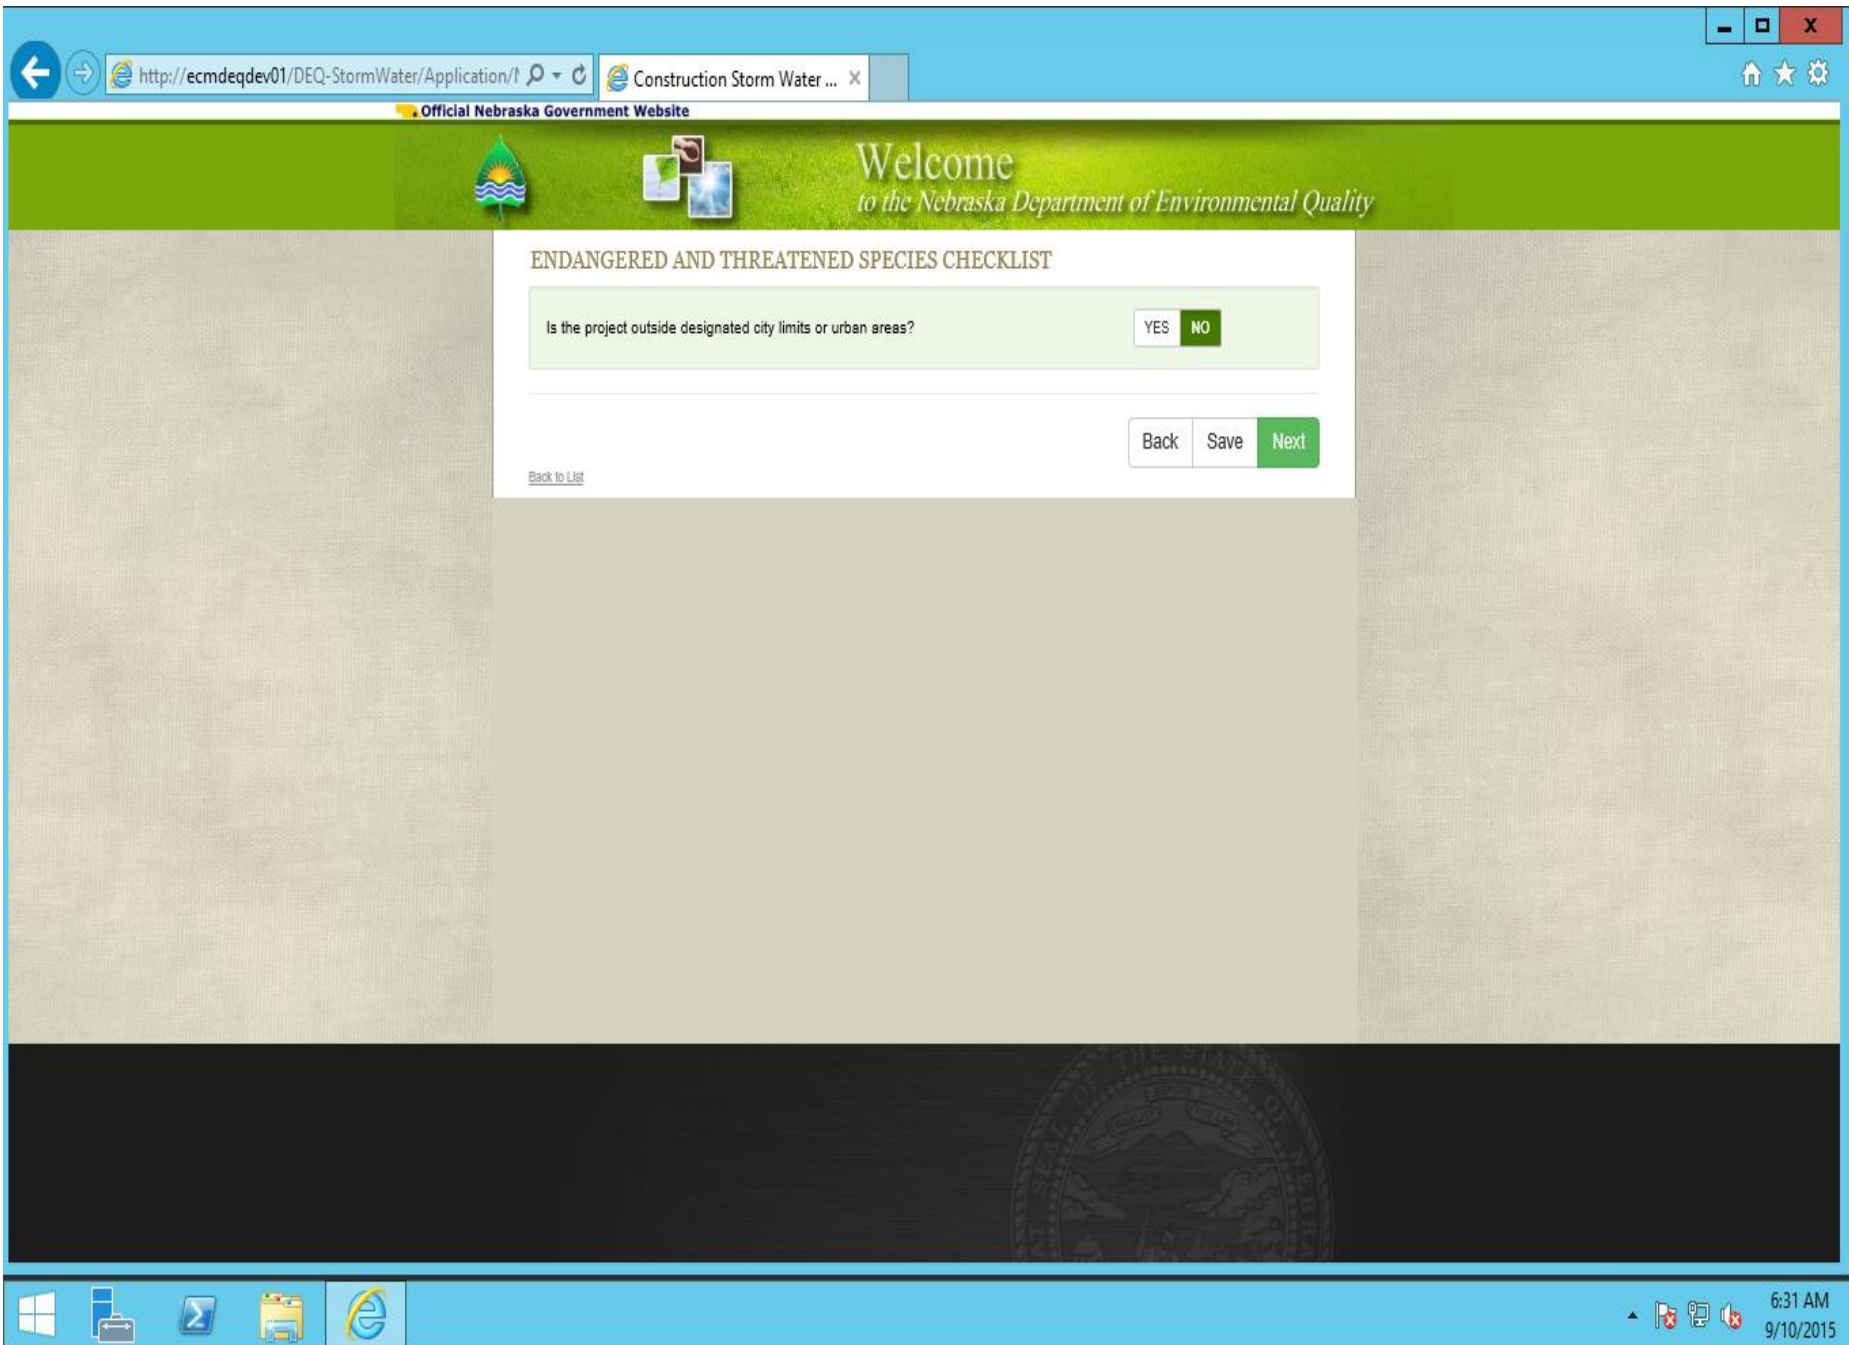 X
http://ecmdeqdev01/DEQ-StormWater/Application/
Construction Storm Water ...
Official Nebraska Government Website
Welcome
to the Nebraska Department of Environmental Quality
ENDANGERED AND THREATENED SPECIES CHECKLIST
Is the project outside designated city limits or urban areas? YES NO
Back Save Next
Back to List
6:31 AM
9/10/2015